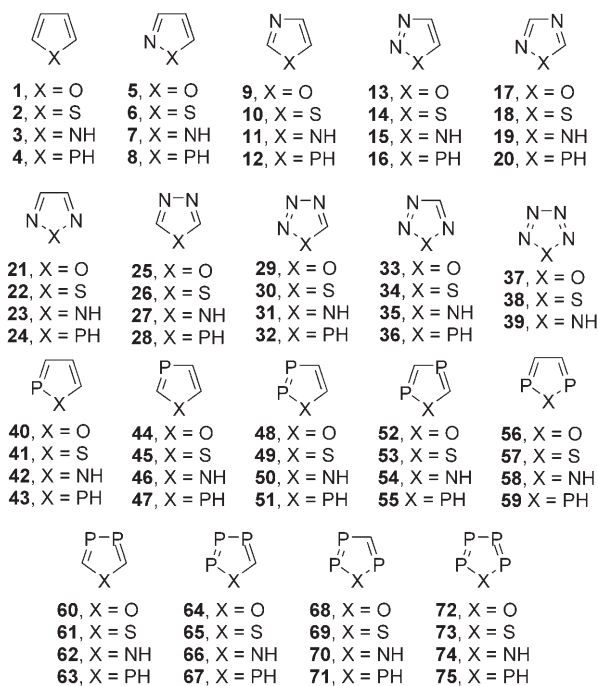 N N N
N N N
X X X X X
1, X = O 5, X = O 9, X = O 13, X = O 17, X = O
2, X = S 6, X = S 10, X = S 14, X = S 18, X = S
3, X = NH 7, X = NH 11, X = NH 15, X = NH 19, X = NH
4, X = PH 8, X = PH 12, X = PH 16, X = PH 20, X = PH
N N N N N N N
N N N N N N N
X X X X X
21, X = O 25, X = O 29, X = O 33, X = O 37, X = O
22, X = S 26, X = S 30, X = S 34, X = S 38, X = S
23, X = NH 27, X = NH 31, X = NH 35, X = NH 39, X = NH
24, X = PH 28, X = PH 32, X = PH 36, X = PH
P P P P
P P P P
X X X X X
40, X = O 44, X = O 48, X = O 52, X = O 56, X = O
41, X = S 45, X = S 49, X = S 53, X = S 57, X = S
42, X = NH 46, X = NH 50, X = NH 54, X = NH 58, X = NH
43, X = PH 47, X = PH 51, X = PH 55 X = PH 59 X = PH
P P P P P P P
P P P P P
X X X X
60, X = O 64, X = O 68, X = O 72, X = O
61, X = S 65, X = S 69, X = S 73, X = S
62, X = NH 66, X = NH 70, X = NH 74, X = NH
63, X = PH 67, X = PH 71, X = PH 75, X = PH